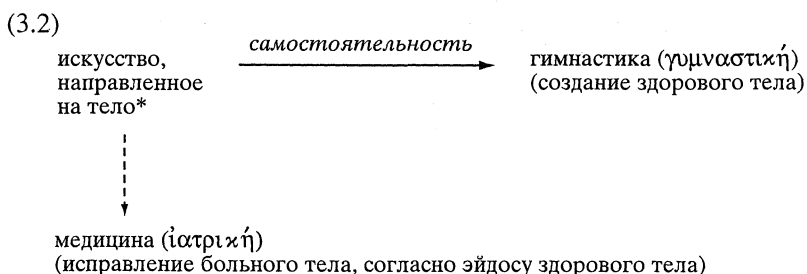 (3.2)
самостоятельность
искусство,
направленное
на тело*
гимнастика (γυμναστική)
(создание здорового тела)
медицина (ἰατρική)
(исправление больного тела, согласно эйдосу здорового тела)